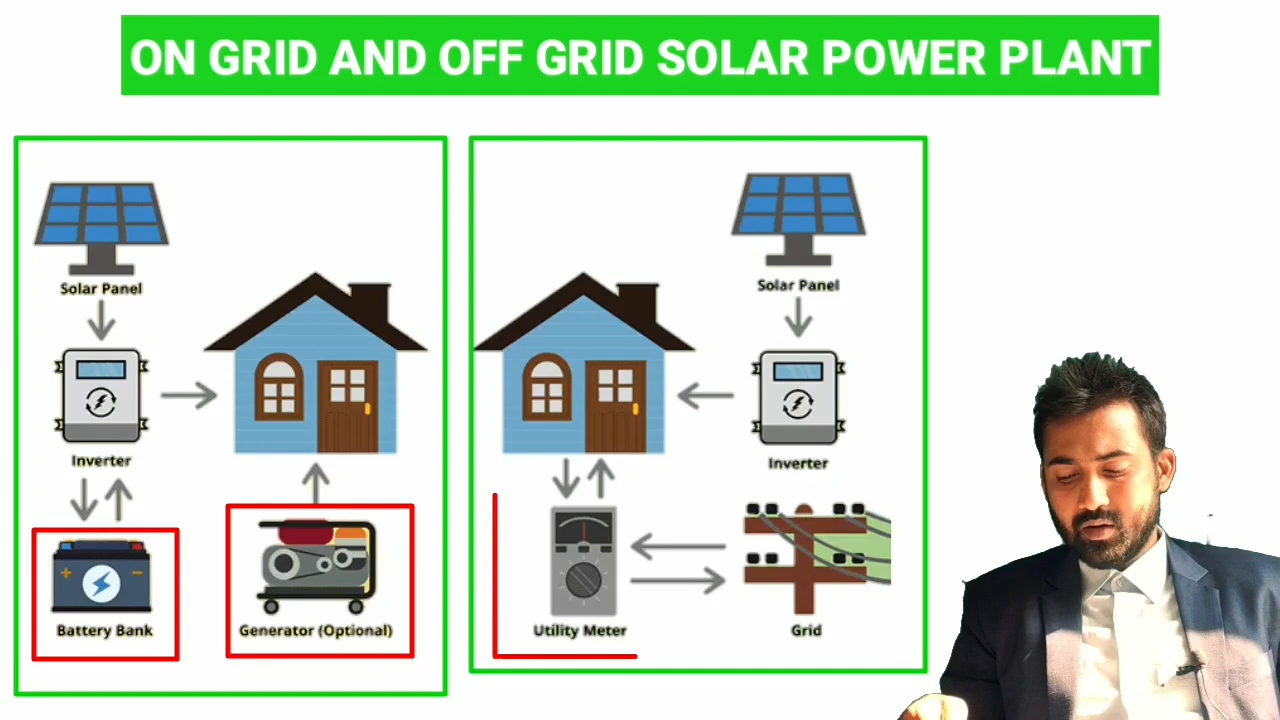 ON GRID AND OFF GRID SOLAR POWER PLANT
Solar Panel
Inverter
Battery Bank
Generator (Optional)
Solar Panel
Inverter
Utility Meter
Grid